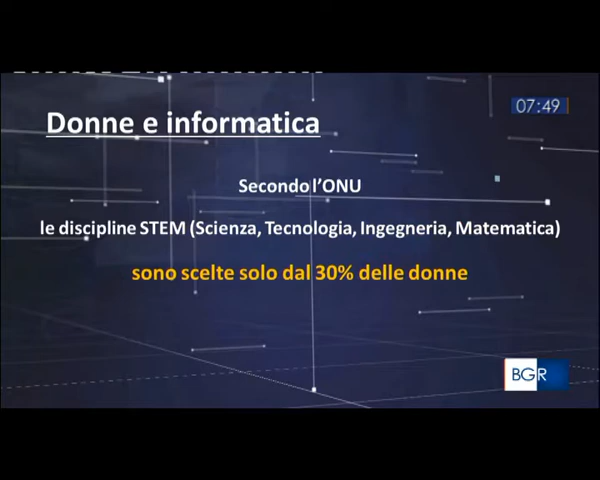 07:49
Donne e informatica
Secondo l'ONU
le discipline STEM (Scienza, Tecnologia, Ingegneria, Matematica)
sono scelte solo dal 30% delle donne
BGR